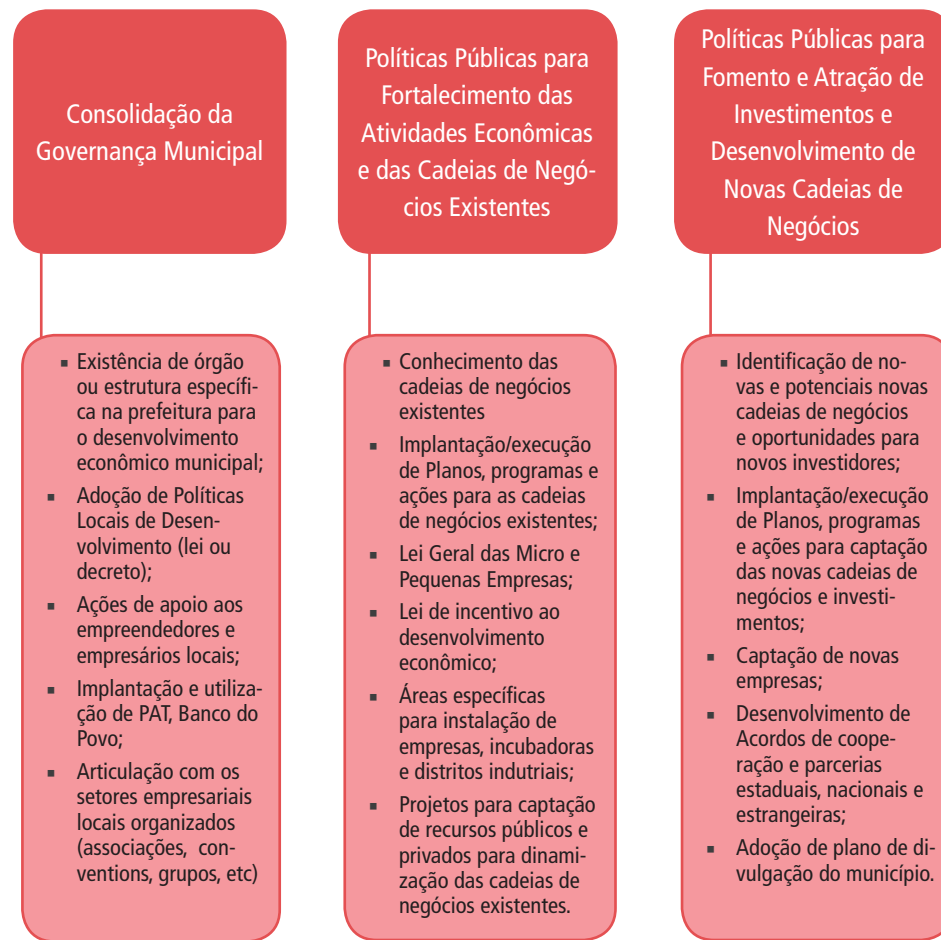 Consolidação da
Governança Municipal
Políticas Públicas para
Fortalecimento das
Atividades Econômicas
e das Cadeias de Negó-
cios Existentes
Políticas Públicas para
Fomento e Atração de
Investimentos e
Desenvolvimento de
Novas Cadeias de
Negócios
▪ Existência de órgão
ou estrutura específi-
ca na prefeitura para
o desenvolvimento
econômico municipal;
▪ Adoção de Políticas
Locais de Desen-
volvimento (lei ou
decreto);
▪ Ações de apoio aos
empreendedores e
empresários locais;
▪ Implantação e utiliza-
ção de PAT, Banco do
Povo;
▪ Articulação com os
setores empresariais
locais organizados
(associações, con-
ventions, grupos, etc)
▪ Conhecimento das
cadeias de negócios
existentes
▪ Implantação/execução
de Planos, programas e
ações para as cadeias
de negócios existentes;
▪ Lei Geral das Micro e
Pequenas Empresas;
▪ Lei de incentivo ao
desenvolvimento
econômico;
▪ Áreas específicas
para instalação de
empresas, incubadoras
e distritos indutriais;
▪ Projetos para captação
de recursos públicos e
privados para dinami-
zação das cadeias de
negócios existentes.
▪ Identificação de no-
vas e potenciais novas
cadeias de negócios
e oportunidades para
novos investidores;
▪ Implantação/execução
de Planos, programas
e ações para captação
das novas cadeias de
negócios e investi-
mentos;
▪ Captação de novas
empresas;
▪ Desenvolvimento de
Acordos de coope-
ração e parcerias
estaduais, nacionais e
estrangeiras;
▪ Adoção de plano de di-
vulgação do município.